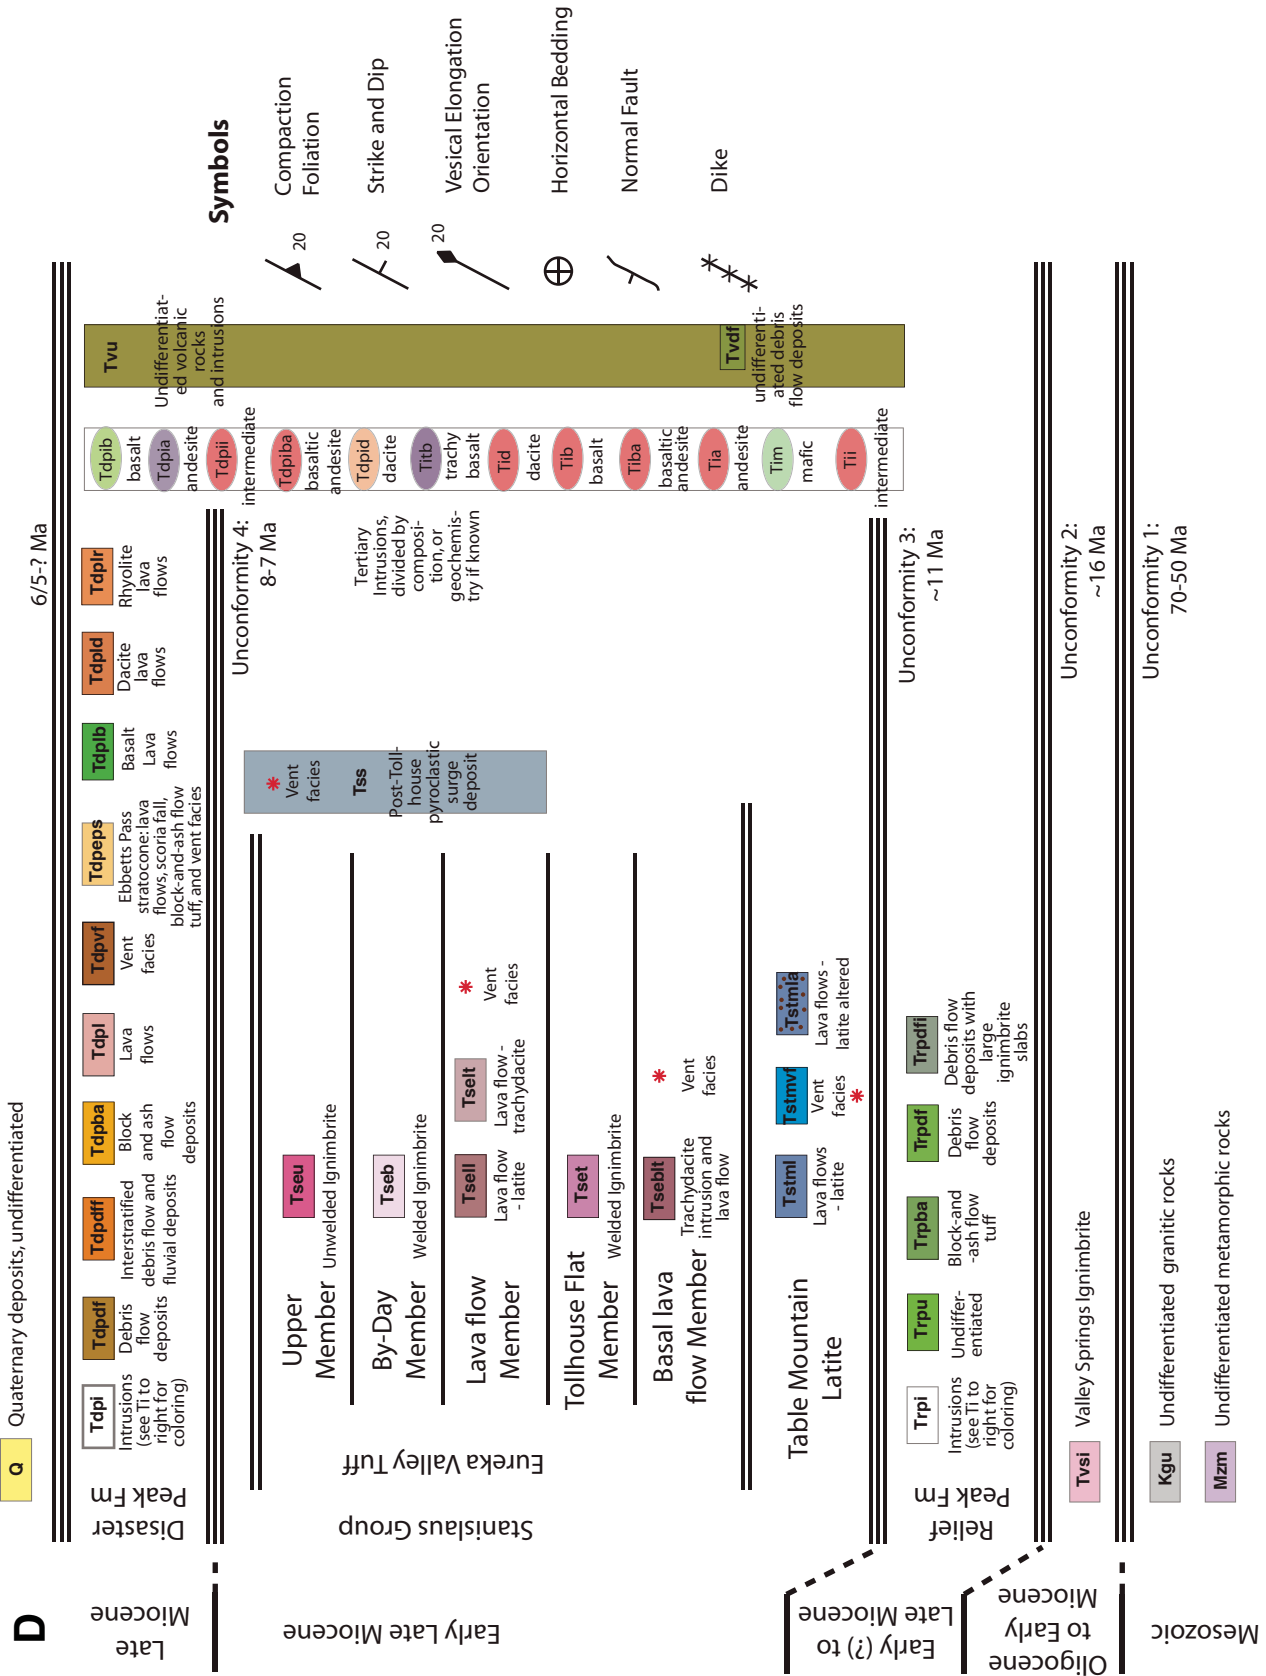 D
Q
Quaternary deposits, undifferentiated
6/5-? Ma
Late
Miocene
Disaster
Peak Fm
Tdpi
Intrusions
(see Ti to
right for
coloring)
Tdpdf
Debris
flow
deposits
Tdpdff
Interstratified
debris flow and
fluvial deposits
Tdpba
Block
and ash
flow
deposits
Tdpl
Lava
flows
Tdpvf
Vent
facies
Tdpeps
Ebbetts Pass
stratocone: lava
flows, scoria fall,
block-and-ash flow
tuff, and vent facies
Tdplb
Basalt
Lava
flows
Tdpld
Dacite
lava
flows
Tdplr
Rhyolite
lava
flows
Unconformity 4:
8-7 Ma
Early Late Miocene
Stanislaus Group
Eureka Valley Tuff
Upper
Member
Tseu
Unwelded Ignimbrite
By-Day
Member
Tseb
Welded Ignimbrite
Lava flow
Member
Tsell
Lava flow
- latite
Tselt
Lava flow -
trachydacite
Vent
facies
Tollhouse Flat
Member
Tset
Welded Ignimbrite
Basal lava
flow Member
Tseblt
Trachydacite
intrusion and
lava flow
Vent
facies
Vent
facies
Tss
Post-Toll-
house
pyroclastic
surge
deposit
Table Mountain
Latite
Tstml
Lava flows
- latite
Tstmvf
Vent
facies
Tstmla
Lava flows -
latite altered
Unconformity 3:
~11 Ma
Early (?) to
Late Miocene
Relief
Peak Fm
Trpi
Intrusions
(see Ti to
right for
coloring)
Trpu
Undiffer-
entiated
Trpba
Block-and
-ash flow
tuff
Trpdf
Debris
flow
deposits
Trpdfi
Debris flow
deposits with
large
ignimbrite
slabs
Unconformity 2:
~16 Ma
Oligocene
to Early
Miocene
Tvsi
Valley Springs Ignimbrite
Unconformity 1:
70-50 Ma
Mesozoic
Kgu
Undifferentiated granitic rocks
Mzm
Undifferentiated metamorphic rocks
Tertiary
Intrusions,
divided by
composi-
tion, or
geochemis-
try if known
Tdpib
basalt
Tdpia
andesite
Tdpii
intermediate
Tdpiba
basaltic
andesite
Tdpid
dacite
Titb
trachy
basalt
Tid
dacite
Tib
basalt
Tiba
basaltic
andesite
Tia
andesite
Tim
mafic
Tii
intermediate
Tvu
Undifferentiat-
ed volcanic
rocks
and intrusions
Tvdf
undifferenti-
ated debris
flow deposits
Symbols
20
Compaction
Foliation
20
Strike and Dip
20
Vesical Elongation
Orientation
Horizontal Bedding
Normal Fault
Dike